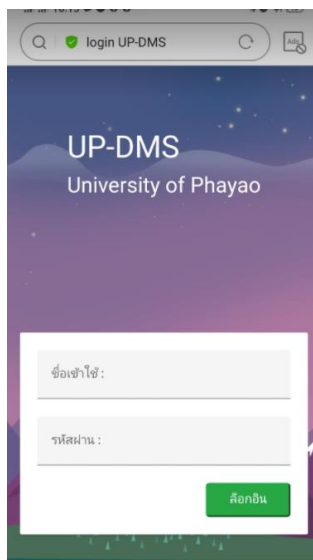 login UP-DMS
Ads
UP-DMS
University of Phayao
ชื่อเข้าใช้ :
รหัสผ่าน :
ล็อกอิน